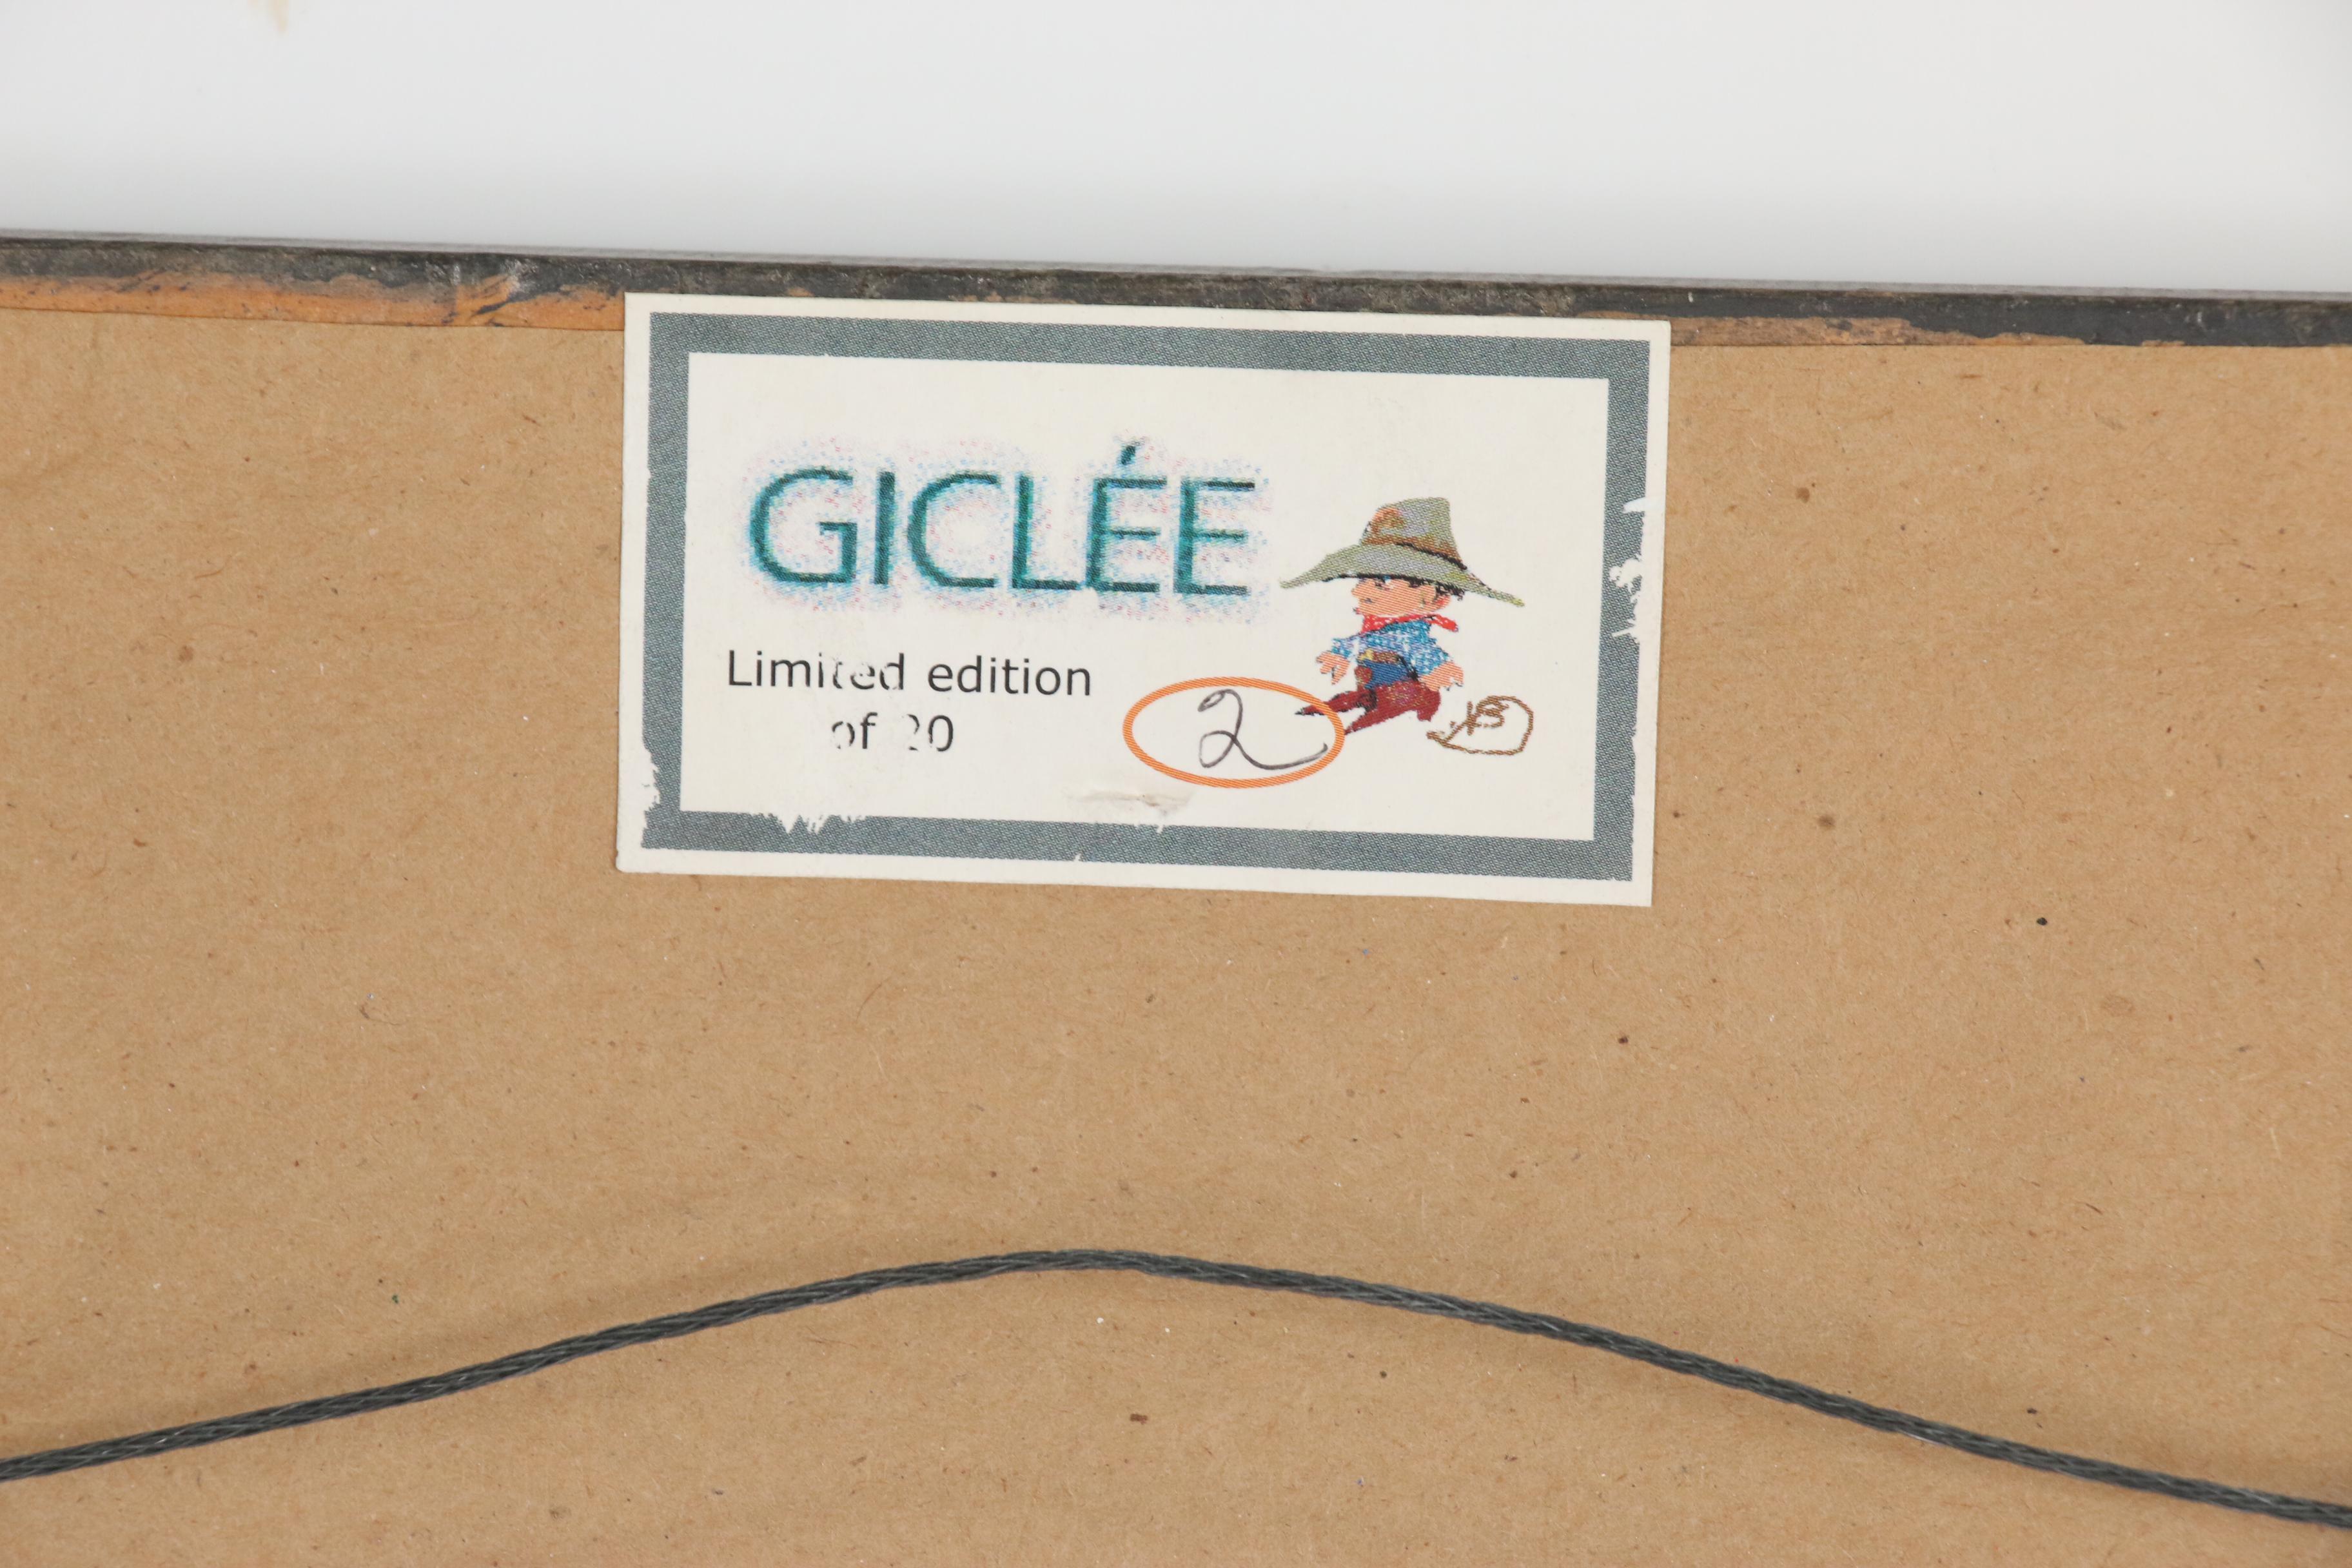 GICLÉE
Limited edition
of 20
2